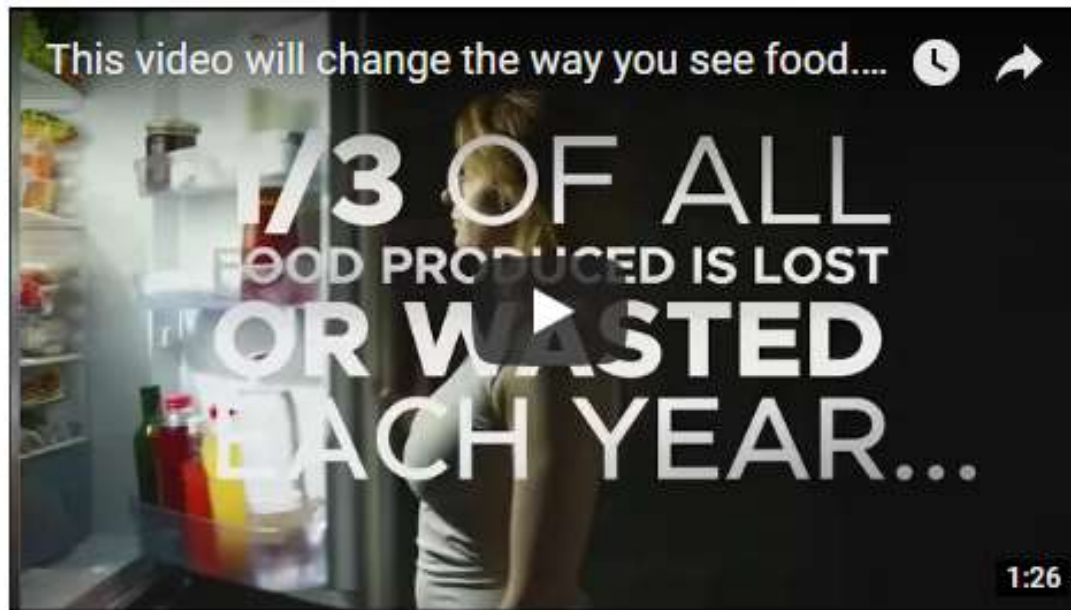 This video will change the way you see food....
1/3 OF ALL
FOOD PRODUCED IS LOST
OR WASTED
EACH YEAR...
1:26